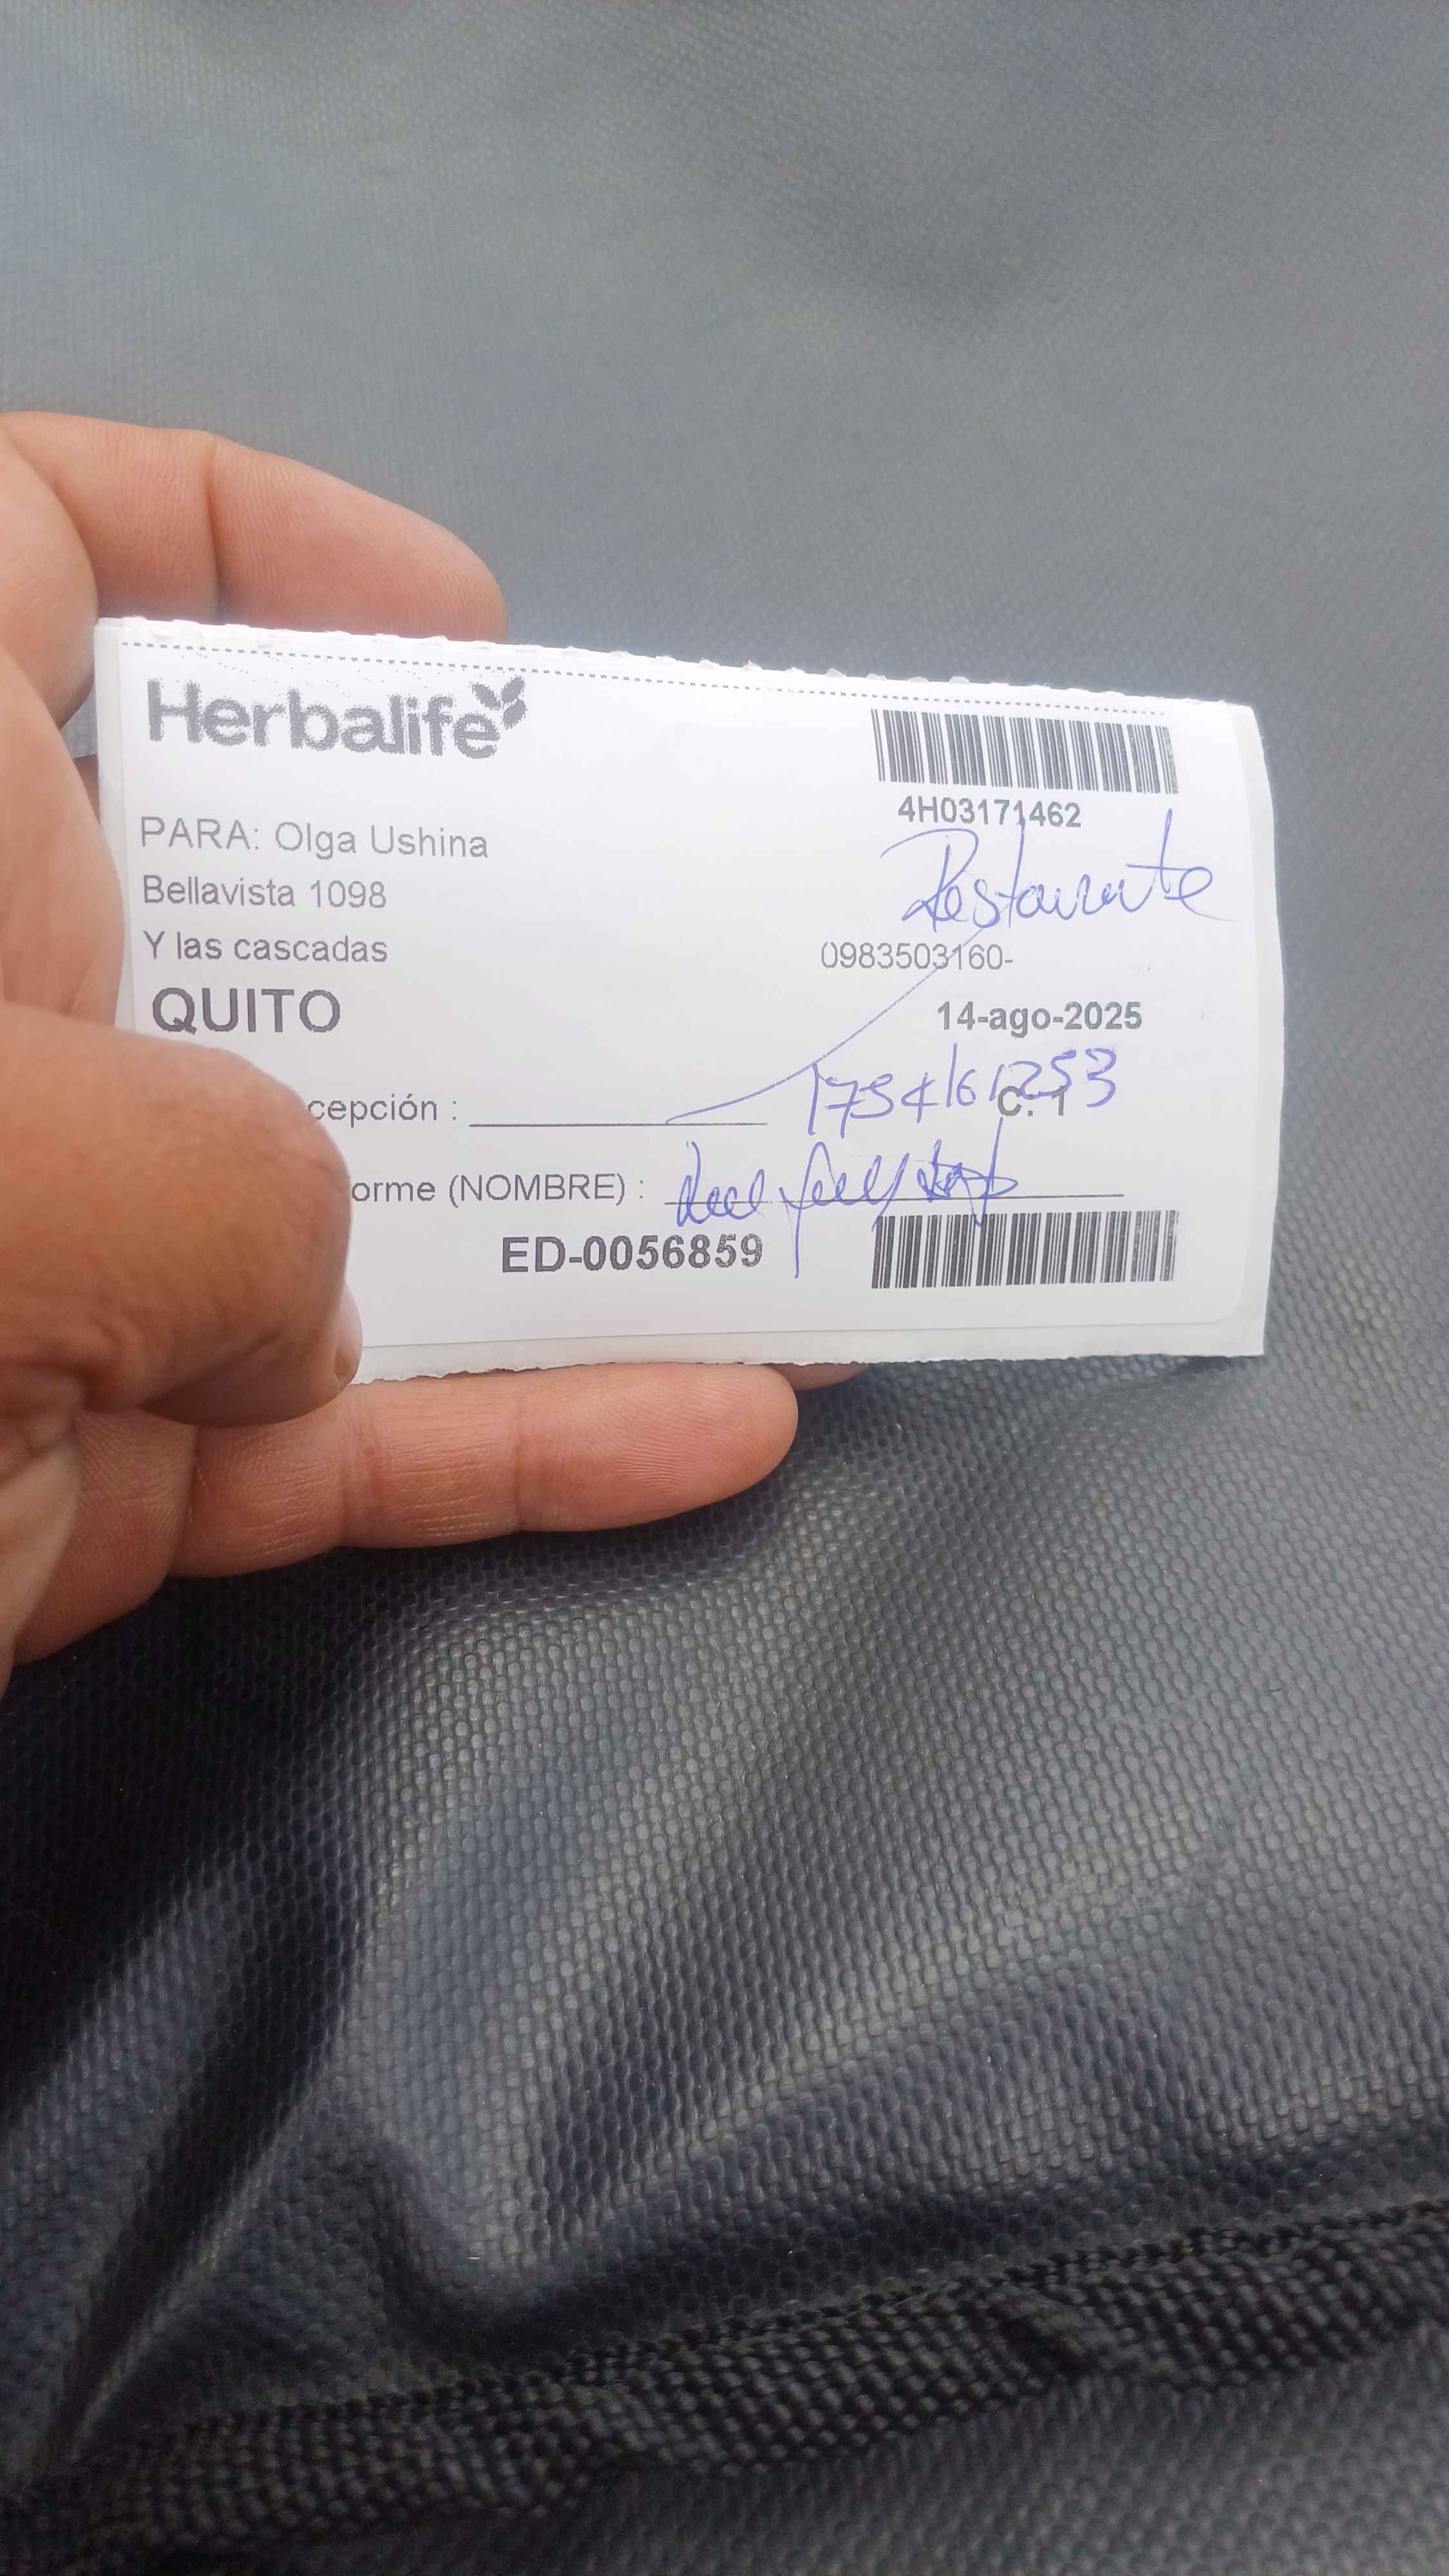 Herbalife
4H03171462
PARA: Olga Ushina
Bellavista 1098
Restaurante
Y las cascadas
0983503160-
QUITO
14-ago-2025
cepción :
C. 1
orme (NOMBRE) :
ED-0056859